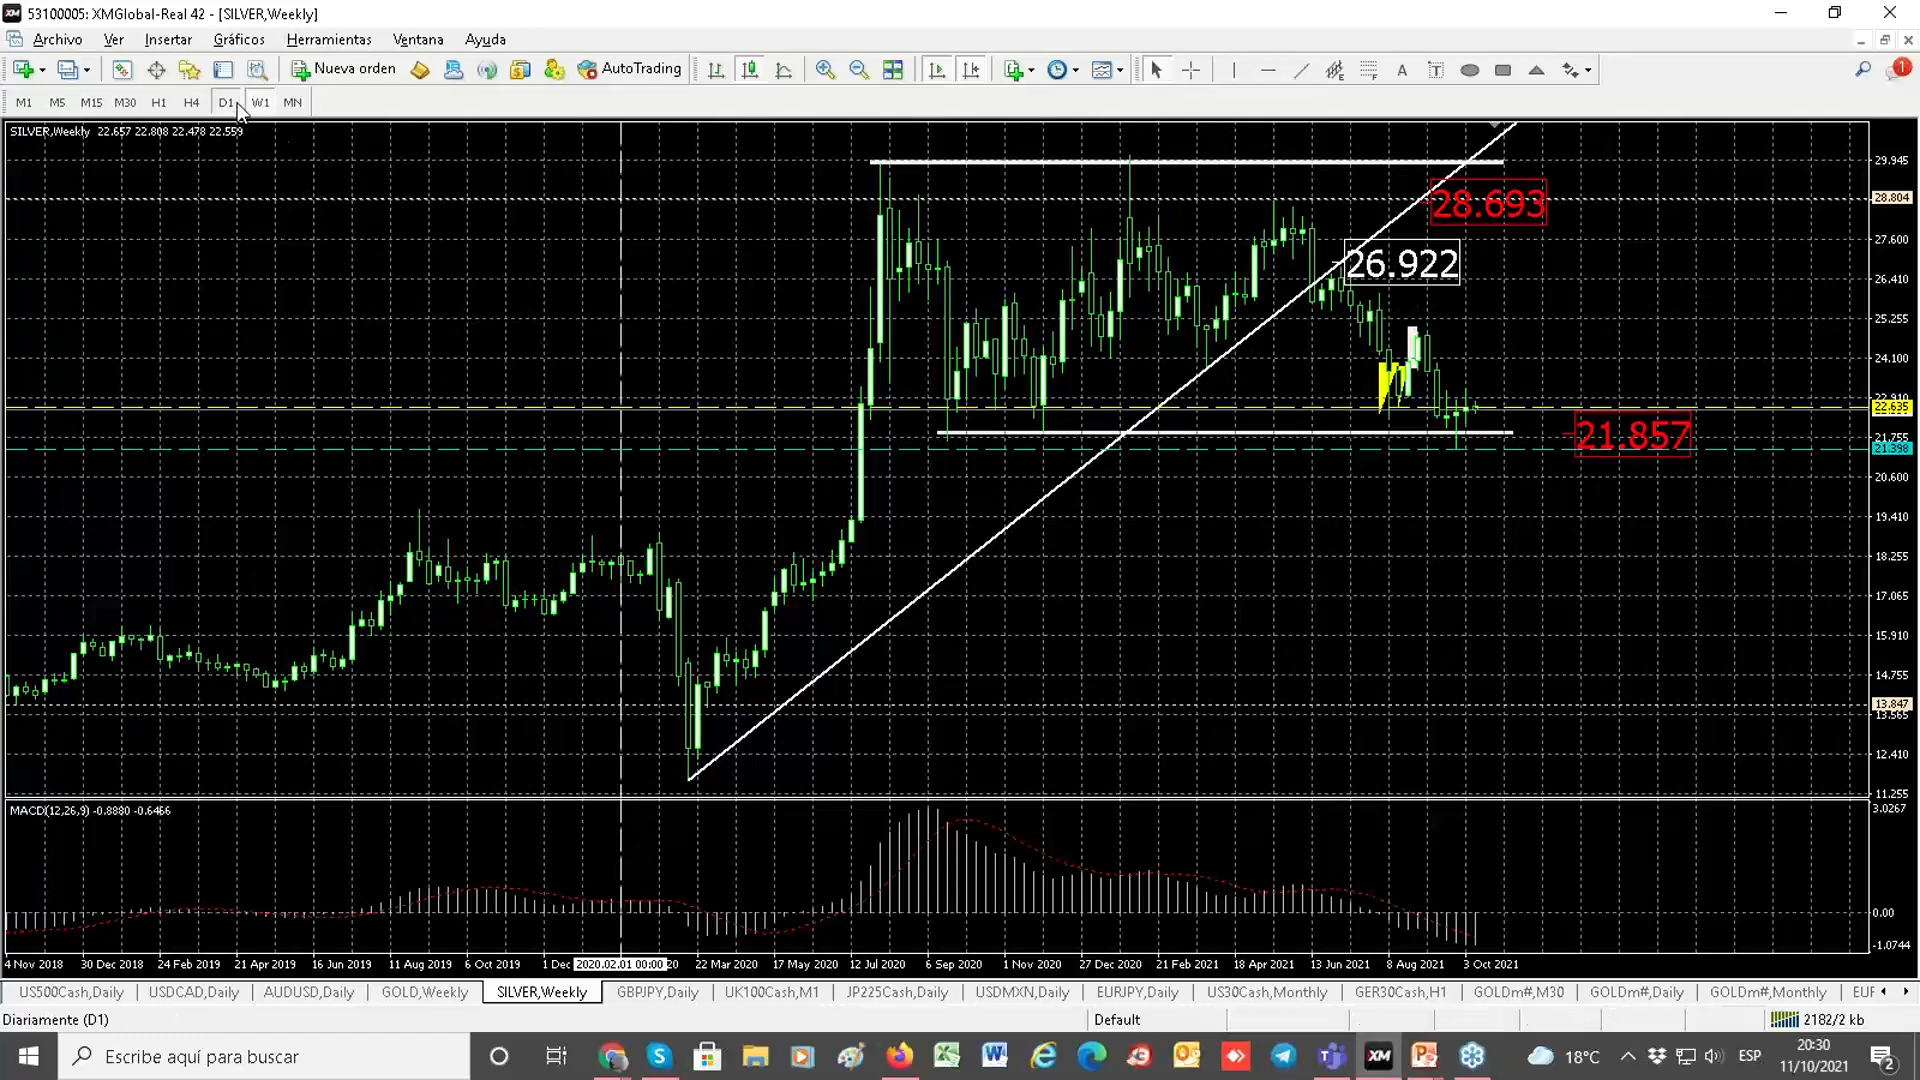 53100005: XMGlobal-Real 42 - [SILVER,Weekly]
Archivo Ver Insertar Gráficos Herramientas Ventana Ayuda
Nueva orden AutoTrading
M1 M5 M15 M30 H1 H4 D1 W1 MN
SILVER,Weekly 22.657 22.808 22.478 22.559
29.945
28.804
28.693
27.600
26.922
26.410
25.255
24.100
22.910
22.635
21.857
21.755
21.398
20.600
19.410
18.255
17.065
15.910
14.755
13.847
13.565
12.410
11.255
MACD(12,26,9) -0.8880 -0.6466
3.0267
0.00
-1.0744
4 Nov 2018 30 Dec 2018 24 Feb 2019 21 Apr 2019 16 Jun 2019 11 Aug 2019 6 Oct 2019 1 Dec 2020.02.01 00:00 20 22 Mar 2020 17 May 2020 12 Jul 2020 6 Sep 2020 1 Nov 2020 27 Dec 2020 21 Feb 2021 18 Apr 2021 13 Jun 2021 8 Aug 2021 3 Oct 2021
US500Cash,Daily USDCAD,Daily AUDUSD,Daily GOLD,Weekly SILVER,Weekly GBPJPY,Daily UK100Cash,M1 JP225Cash,Daily USDMXN,Daily EURJPY,Daily US30Cash,Monthly GER30Cash,H1 GOLDm#,M30 GOLDm#,Daily GOLDm#,Monthly EUF
Diariamente (D1) Default 2182/2 kb
Escribe aquí para buscar 18°C ESP 20:30
11/10/2021 2